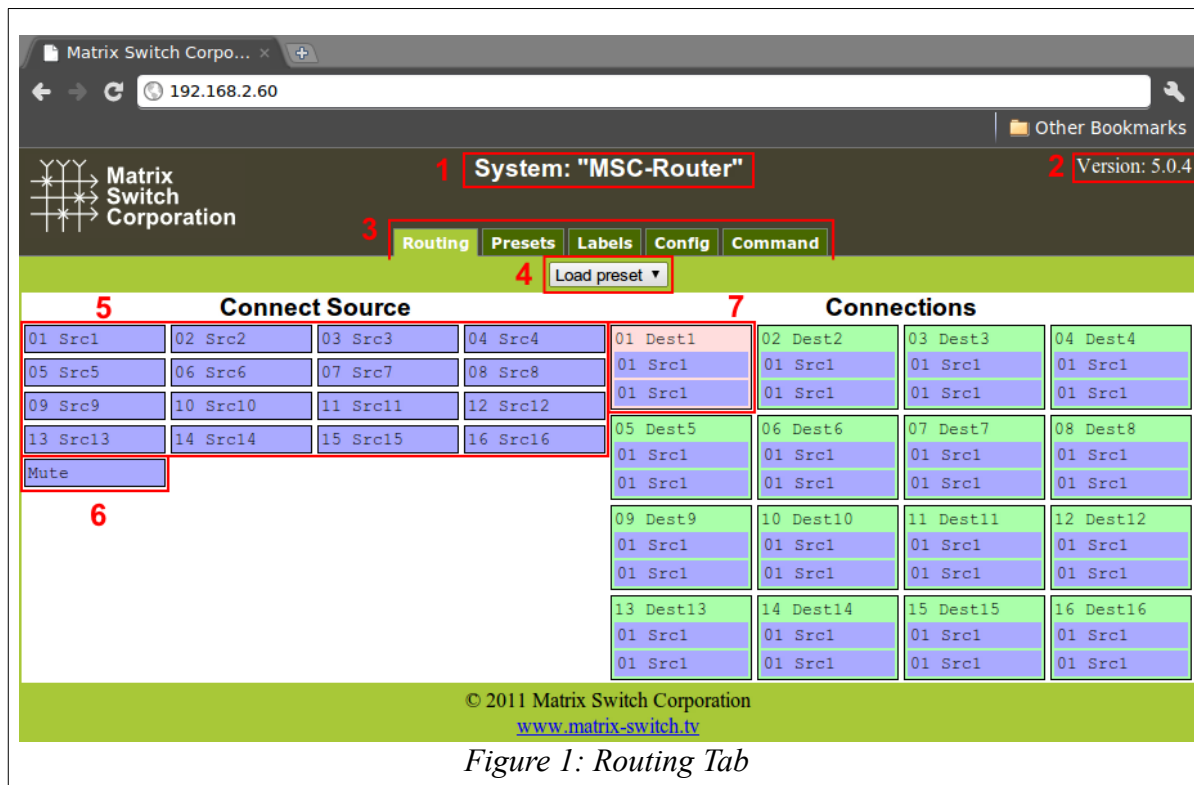 Matrix Switch Corpo... ×
192.168.2.60
Other Bookmarks
Matrix
Switch
Corporation
1 System: "MSC-Router"
2 Version: 5.0.4
3 Routing Presets Labels Config Command
4 Load preset ▼
5 Connect Source
7 Connections
01 Src1 02 Src2 03 Src3 04 Src4
05 Src5 06 Src6 07 Src7 08 Src8
09 Src9 10 Src10 11 Src11 12 Src12
13 Src13 14 Src14 15 Src15 16 Src16
Mute
6
01 Dest1 02 Dest2 03 Dest3 04 Dest4
01 Src1 01 Src1 01 Src1 01 Src1
01 Src1 01 Src1 01 Src1 01 Src1
05 Dest5 06 Dest6 07 Dest7 08 Dest8
01 Src1 01 Src1 01 Src1 01 Src1
01 Src1 01 Src1 01 Src1 01 Src1
09 Dest9 10 Dest10 11 Dest11 12 Dest12
01 Src1 01 Src1 01 Src1 01 Src1
01 Src1 01 Src1 01 Src1 01 Src1
13 Dest13 14 Dest14 15 Dest15 16 Dest16
01 Src1 01 Src1 01 Src1 01 Src1
01 Src1 01 Src1 01 Src1 01 Src1
© 2011 Matrix Switch Corporation
www.matrix-switch.tv
Figure 1: Routing Tab